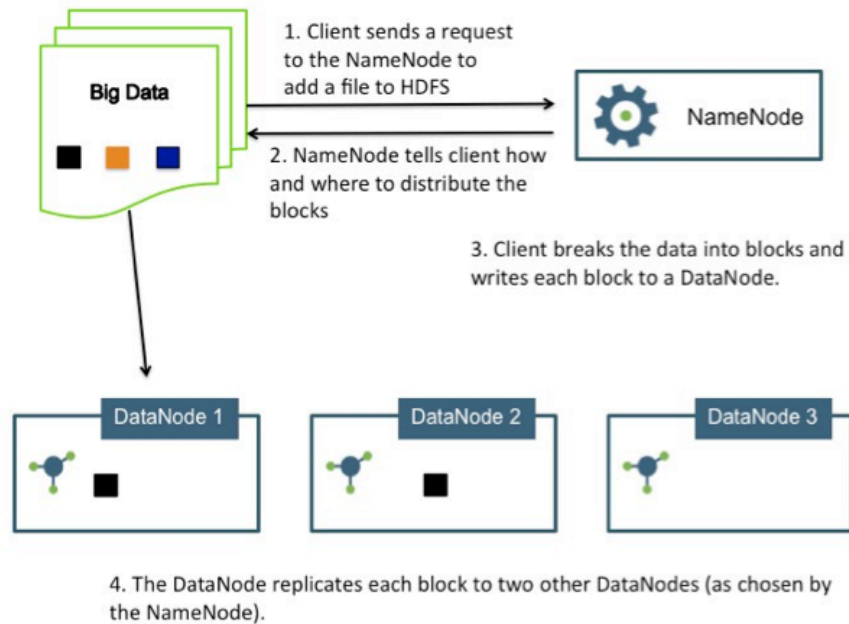 1. Client sends a request
to the NameNode to
add a file to HDFS
Big Data
NameNode
2. NameNode tells client how
and where to distribute the
blocks
3. Client breaks the data into blocks and
writes each block to a DataNode.
DataNode 1
DataNode 2
DataNode 3
4. The DataNode replicates each block to two other DataNodes (as chosen by
the NameNode).